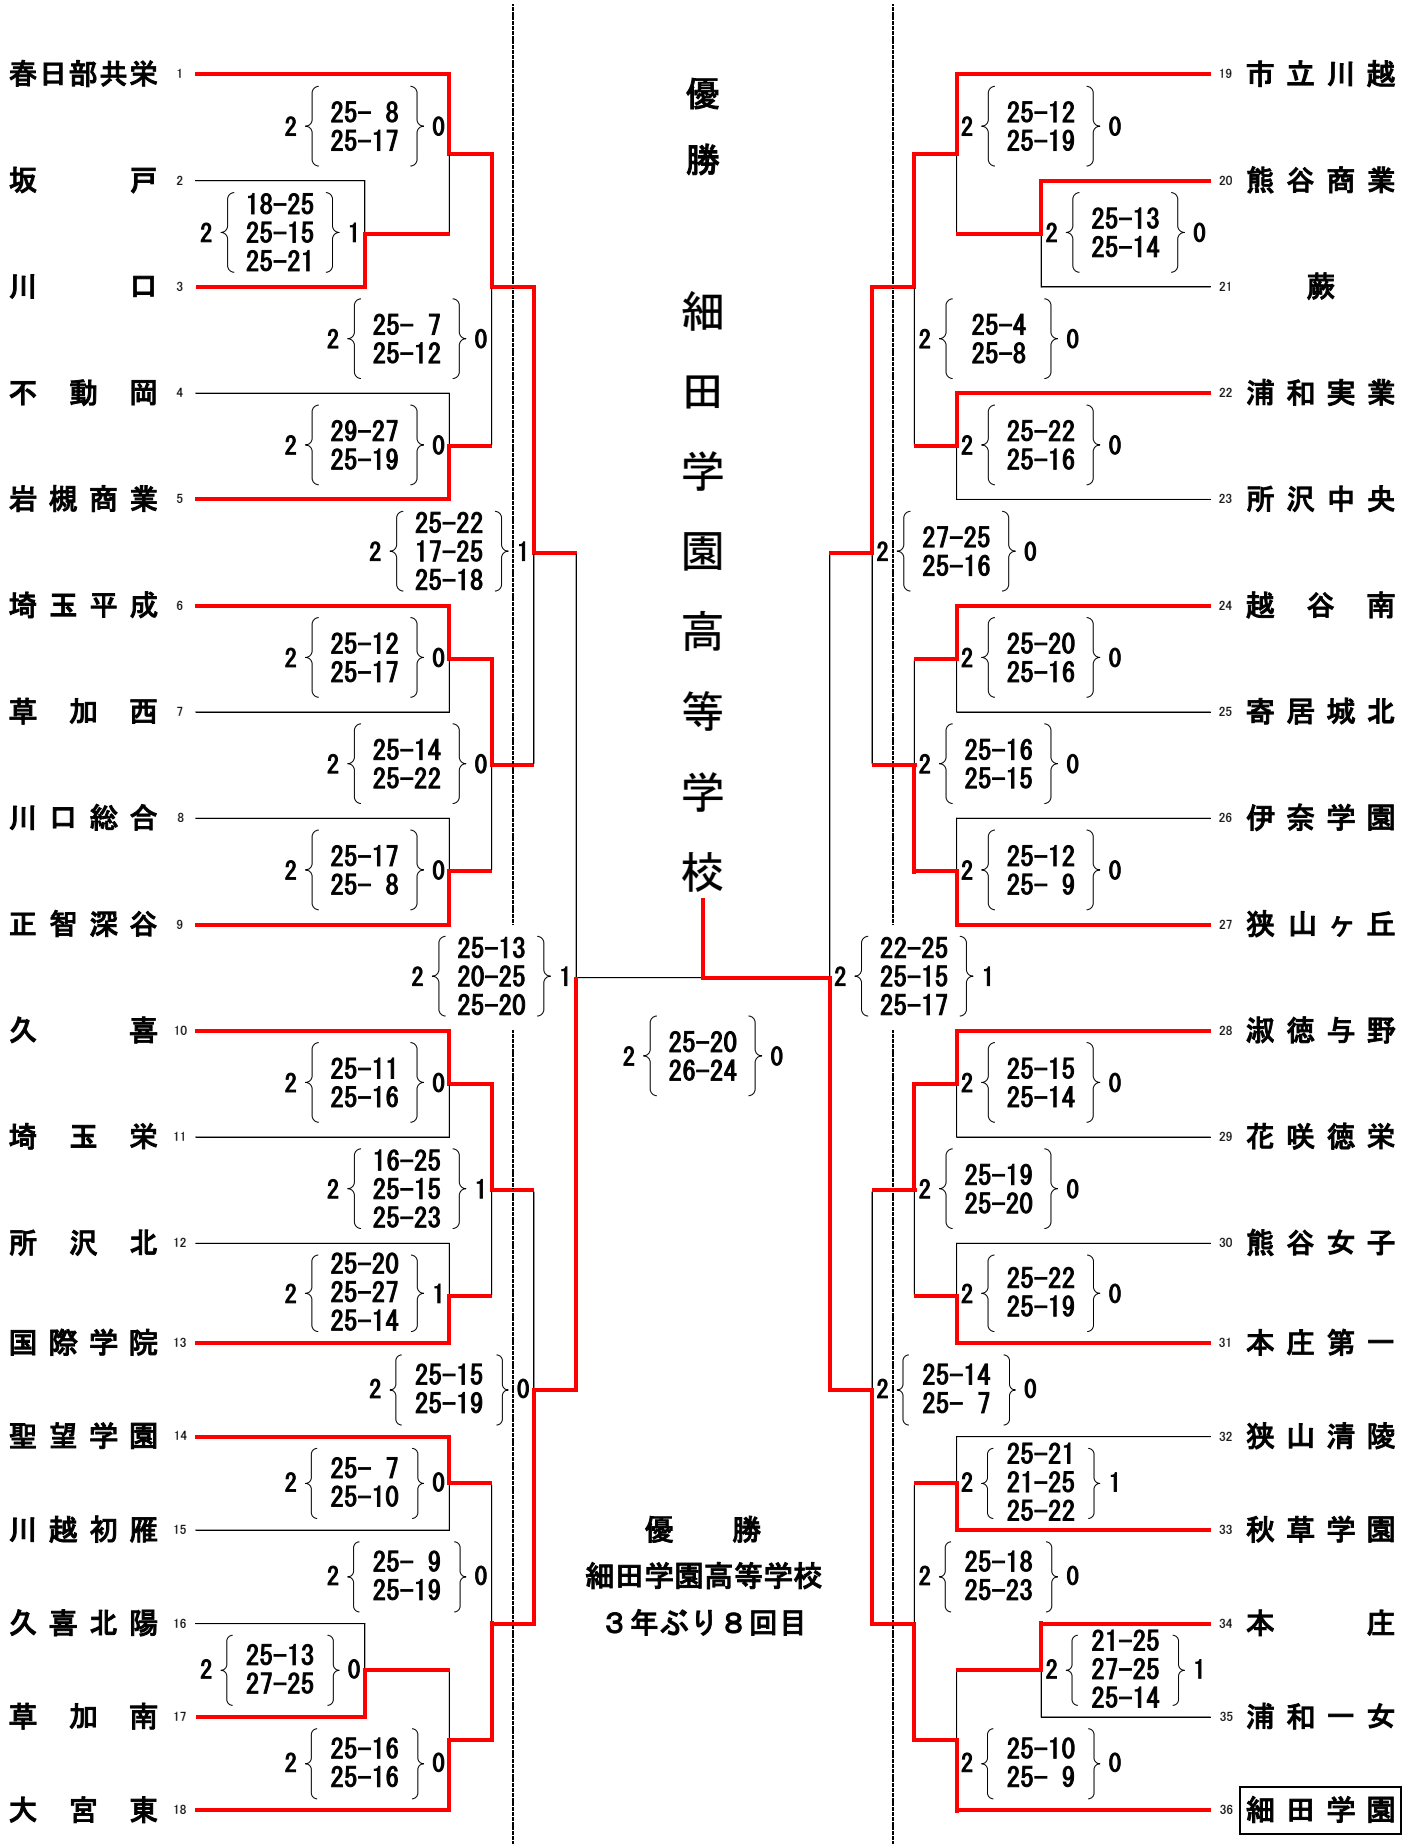 春日部共栄 1
25- 8
2 0
25-17
坂戸 2
18-25
2 25-15 1
25-21
川口 3
25- 7
2 0
25-12
不動岡 4
29-27
2 0
25-19
岩槻商業 5
25-22
2 17-25 1
25-18
埼玉平成 6
25-12
2 0
25-17
草加西 7
25-14
2 0
25-22
川口総合 8
25-17
2 0
25- 8
正智深谷 9
25-13
2 20-25 1
25-20
久喜 10
25-11
2 0
25-16
埼玉栄 11
16-25
2 25-15 1
25-23
所沢北 12
25-20
2 25-27 1
25-14
国際学院 13
25-15
2 0
25-19
聖望学園 14
25- 7
2 0
25-10
川越初雁 15
25- 9
2 0
25-19
久喜北陽 16
25-13
2 0
27-25
草加南 17
25-16
2 0
25-16
大宮東 18
優勝
細田学園高等学校
25-20
2 0
26-24
優勝
細田学園高等学校
3年ぶり8回目
19 市立川越
25-12
2 0
25-19
20 熊谷商業
25-13
2 0
25-14
21 蕨
25-4
2 0
25-8
22 浦和実業
25-22
2 0
25-16
23 所沢中央
27-25
2 0
25-16
24 越谷南
25-20
2 0
25-16
25 寄居城北
25-16
2 0
25-15
26 伊奈学園
25-12
2 0
25- 9
27 狭山ヶ丘
22-25
2 25-15 1
25-17
28 淑徳与野
25-15
2 0
25-14
29 花咲徳栄
25-19
2 0
25-20
30 熊谷女子
25-22
2 0
25-19
31 本庄第一
25-14
2 0
25- 7
32 狭山清陵
25-21
2 21-25 1
25-22
33 秋草学園
25-18
2 0
25-23
34 本庄
21-25
2 27-25 1
25-14
35 浦和一女
25-10
2 0
25- 9
36 細田学園